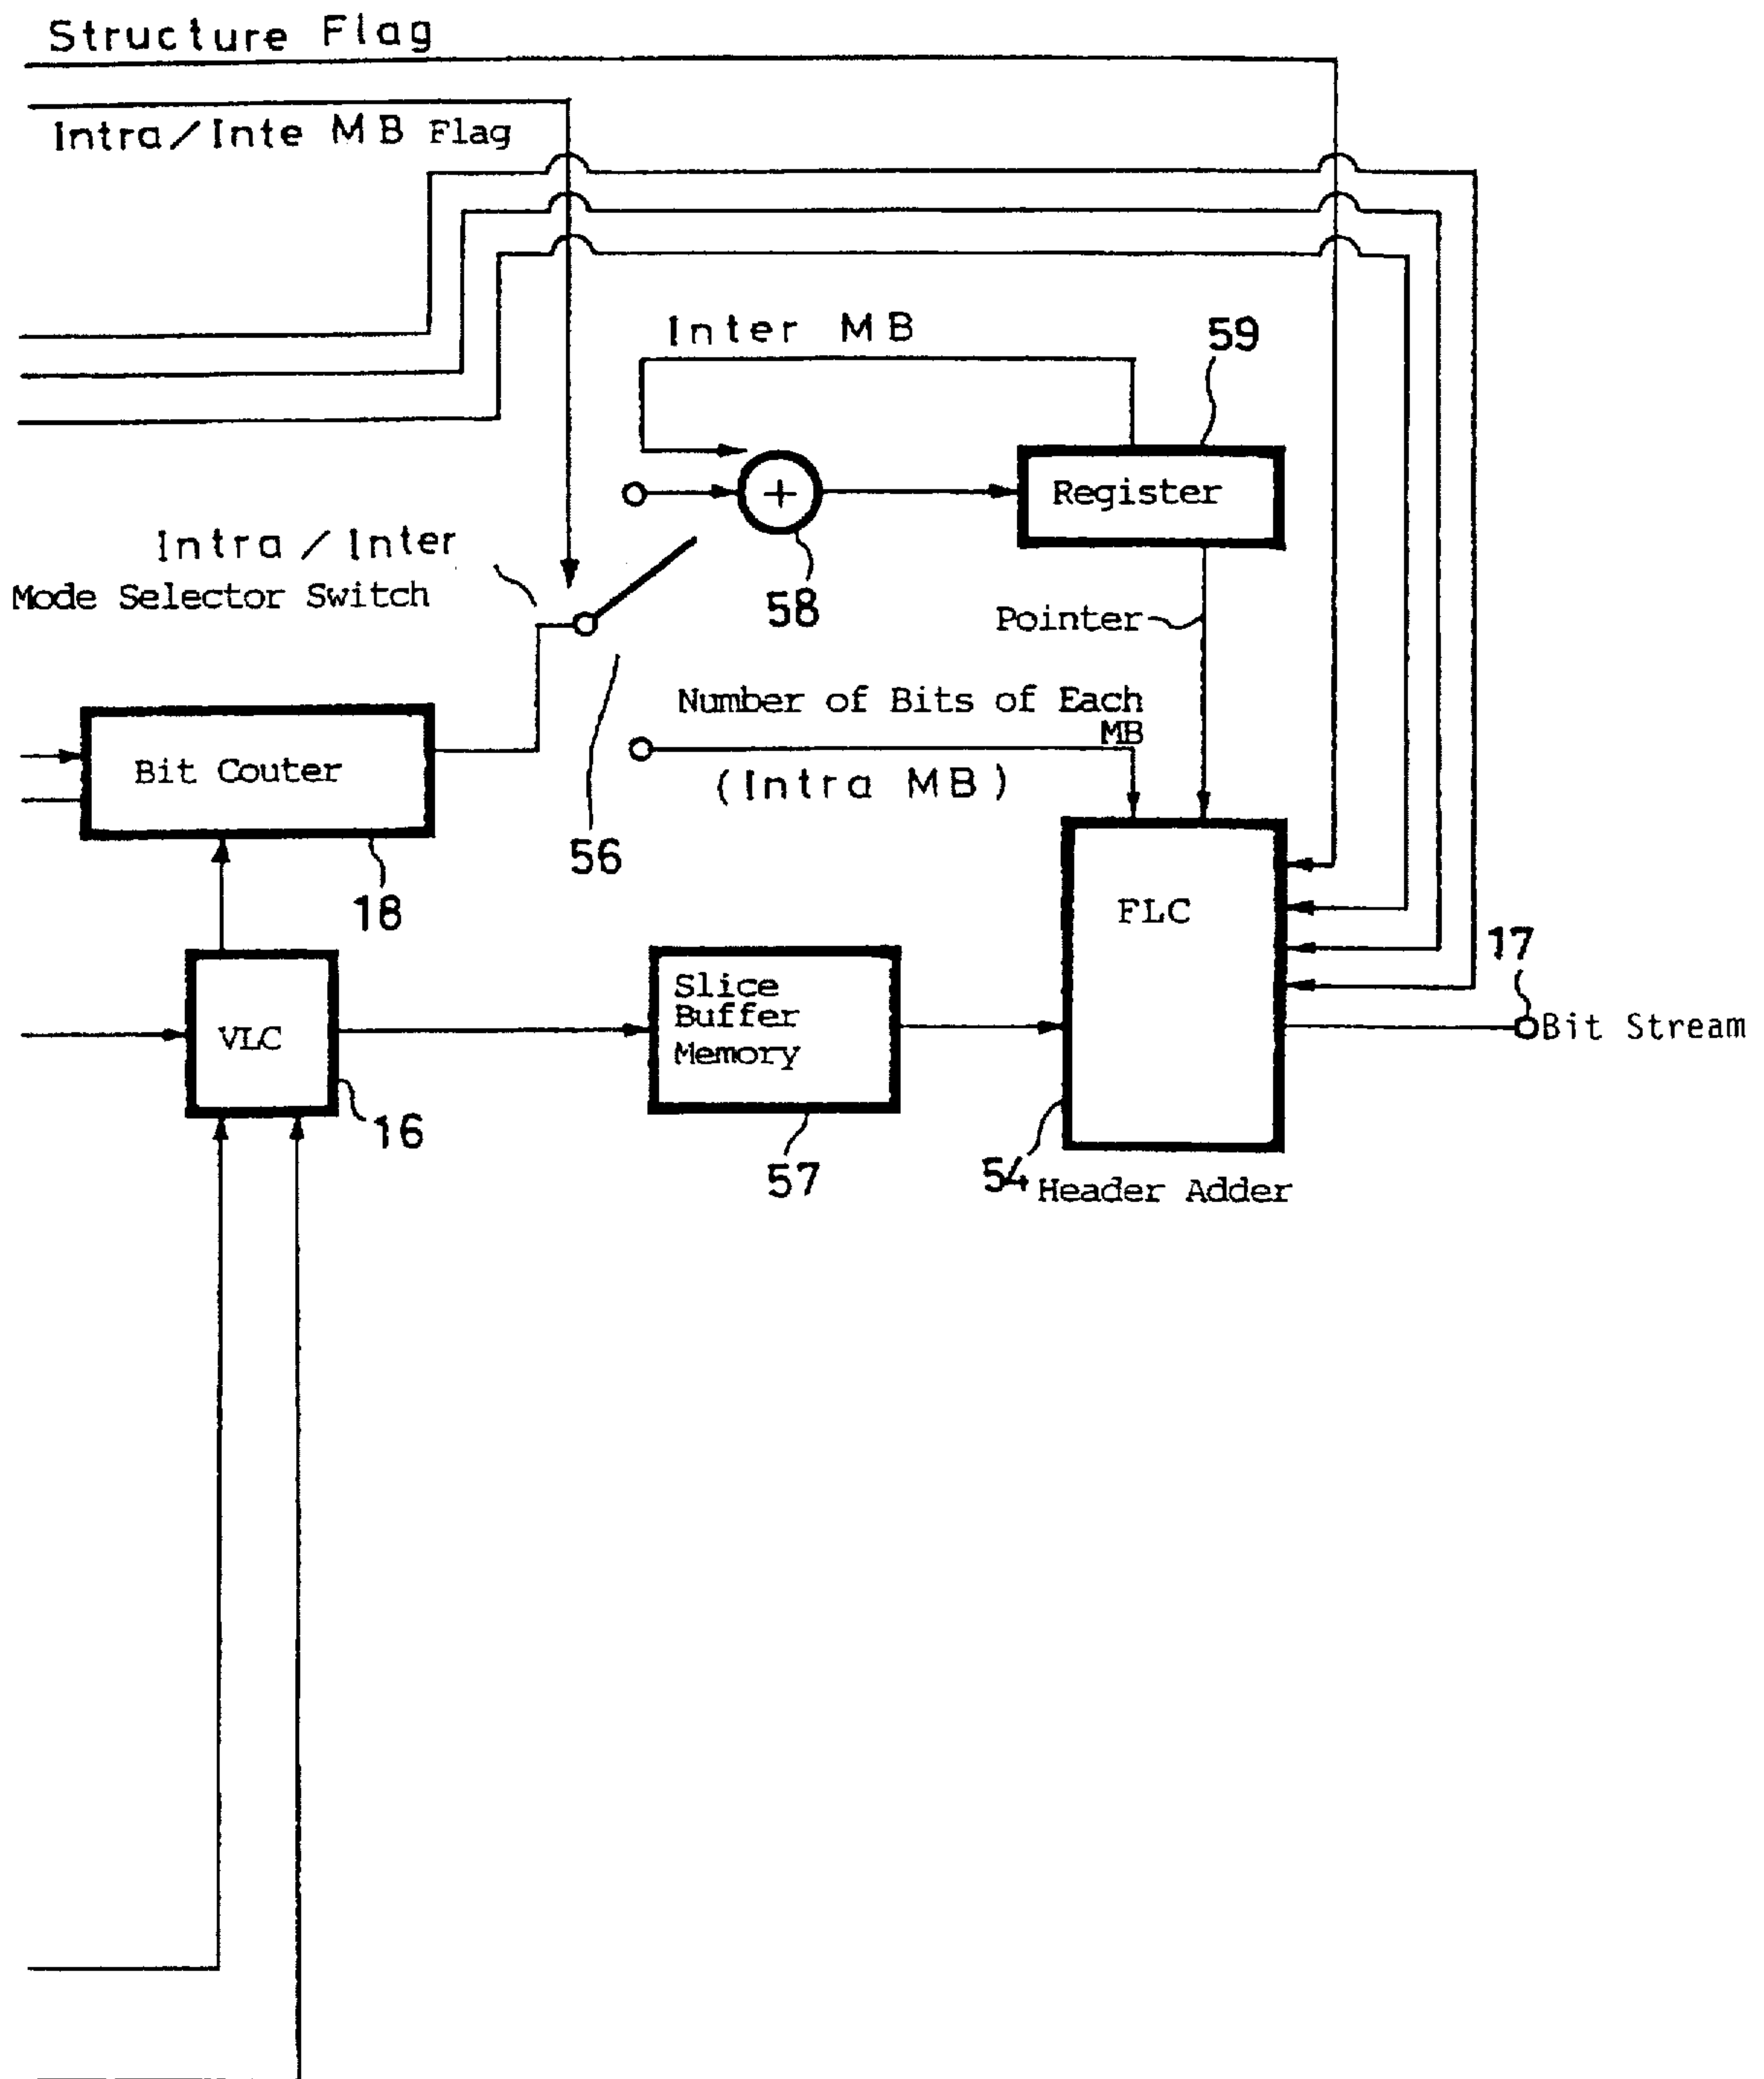 Structure Flag
Intra/Inte MB Flag
Inter MB
59
Register
Intra / Inter
Mode Selector Switch
+
58
Pointer
Number of Bits of Each
MB
(Intra MB)
Bit Couter
56
18
FLC
17
Slice
Buffer
Memory
VLC
Bit Stream
16
57
54
Header Adder